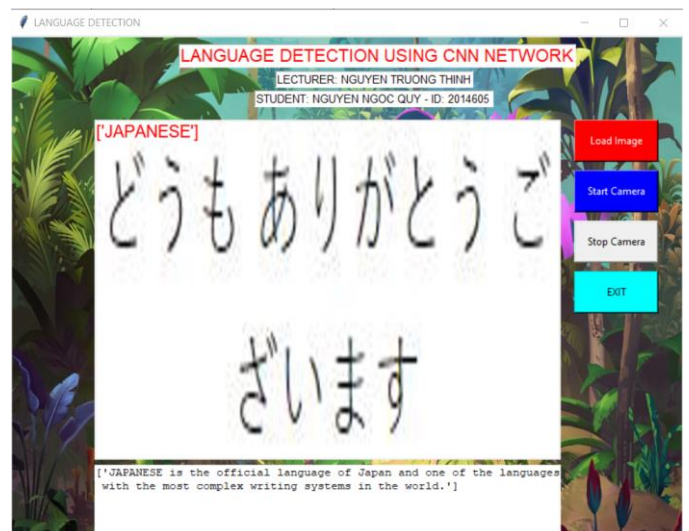 LANGUAGE DETECTION
LANGUAGE DETECTION USING CNN NETWORK
LECTURER: NGUYEN TRUONG THINH
STUDENT: NGUYEN NGOC QUY - ID: 2014605
['JAPANESE']
どうもありがとうご
ざいます
Load Image
Start Camera
Stop Camera
EXIT
['JAPANESE is the official language of Japan and one of the languages
with the most complex writing systems in the world.']